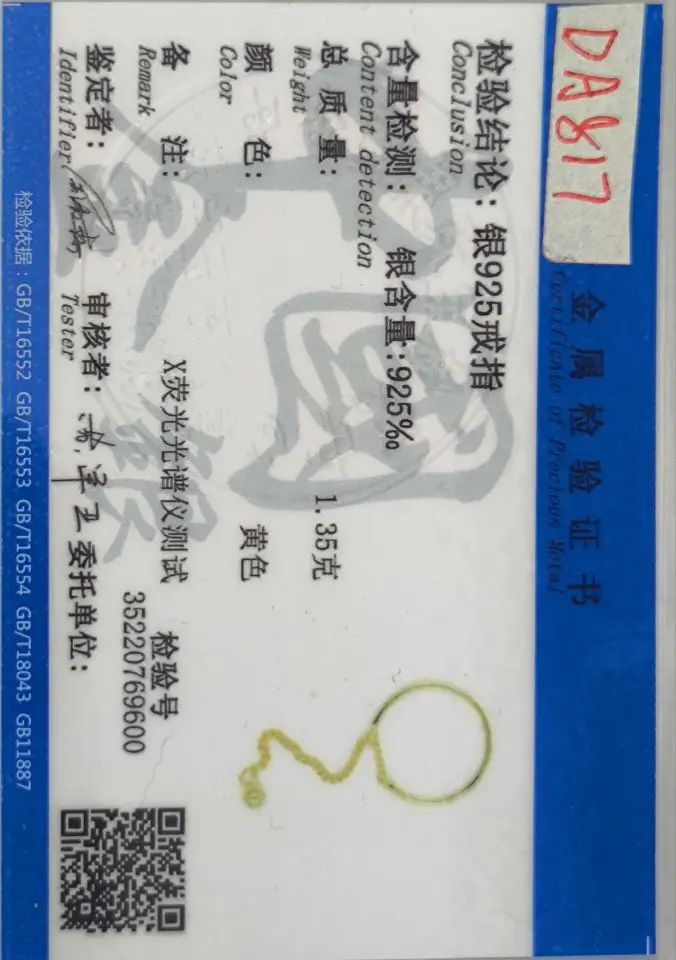 DA817
金属检验证书
Certificate of Precious Metal
检验结论: 银925戒指
Conclusion
含量检测: 银含量:925‰
Content detection
总质量: 1.35克
Weight
颜色: 黄色
Color
备注: X荧光光谱仪测试
Remark
检验号
35220769600
鉴定者: 审核者: 委托单位:
Identifier Tester
检验依据: GB/T16552 GB/T16553 GB/T16554 GB/T18043 GB11887